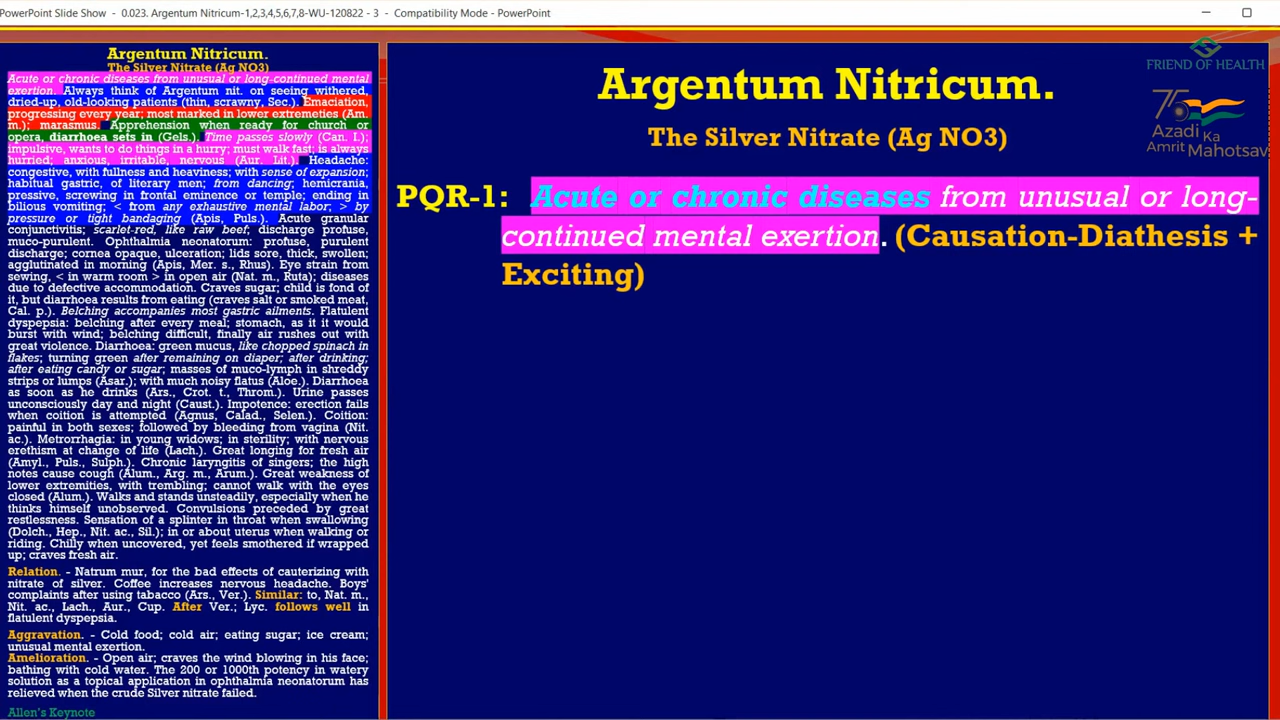 PowerPoint Slide Show - 0.023. Argentum Nitricum-1,2,3,4,5,6,7,8-WU-120822 - 3 - Compatibility Mode - PowerPoint
Argentum Nitricum.
The Silver Nitrate (Ag NO3)
Acute or chronic diseases from unusual or long-continued mental
exertion. Always think of Argentum nit. on seeing withered,
dried-up, old-looking patients (thin, scrawny, Sec.). Emaciation,
progressing every year; most marked in lower extremeties (Am.
m.); marasmus. Apprehension when ready for church or
opera, diarrhoea sets in (Gels.). Time passes slowly (Can. I.);
impulsive, wants to do things in a hurry; must walk fast; is always
hurried; anxious, irritable, nervous (Aur. Lit.). Headache:
congestive, with fullness and heaviness; with sense of expansion;
habitual gastric, of literary men; from dancing; hemicrania,
pressive, screwing in frontal eminence or temple; ending in
bilious vomiting; < from any exhaustive mental labor; > by
pressure or tight bandaging (Apis, Puls.). Acute granular
conjunctivitis; scarlet-red, like raw beef; discharge profuse,
muco-purulent. Ophthalmia neonatorum: profuse, purulent
discharge; cornea opaque, ulceration; lids sore, thick, swollen;
agglutinated in morning (Apis, Mer. s., Rhus). Eye strain from
sewing, < in warm room > in open air (Nat. m., Ruta); diseases
due to defective accommodation. Craves sugar; child is fond of
it, but diarrhoea results from eating (craves salt or smoked meat,
Cal. p.). Belching accompanies most gastric ailments. Flatulent
dyspepsia: belching after every meal; stomach, as if it would
burst with wind; belching difficult, finally air rushes out with
great violence. Diarrhoea: green mucus, like chopped spinach in
flakes; turning green after remaining on diaper; after drinking;
after eating candy or sugar; masses of muco-lymph in shreddy
strips or lumps (Asar.); with much noisy flatus (Aloe.). Diarrhoea
as soon as he drinks (Ars., Crot. t., Throm.). Urine passes
unconsciously day and night (Caust.). Impotence: erection fails
when coition is attempted (Agnus, Calad., Selen.). Coition:
painful in both sexes; followed by bleeding from vagina (Nit.
ac.). Metrorrhagia: in young widows; in sterility; with nervous
erethism at change of life (Lach.). Great longing for fresh air
(Amyl., Puls., Sulph.). Chronic laryngitis of singers; the high
notes cause cough (Alum., Arg. m., Arum.). Great weakness of
lower extremities, with trembling; cannot walk with the eyes
closed (Alum.). Walks and stands unsteadily, especially when he
thinks himself unobserved. Convulsions preceded by great
restlessness. Sensation of a splinter in throat when swallowing
(Dolch., Hep., Nit. ac., Sil.); in or about uterus when walking or
riding. Chilly when uncovered, yet feels smothered if wrapped
up; craves fresh air.
Relation. - Natrum mur, for the bad effects of cauterizing with
nitrate of silver. Coffee increases nervous headache. Boys'
complaints after using tabacco (Ars., Ver.). Similar: to, Nat. m.,
Nit. ac., Lach., Aur., Cup. After Ver.; Lyc. follows well in
flatulent dyspepsia.
Aggravation. - Cold food; cold air; eating sugar; ice cream;
unusual mental exertion.
Amelioration. - Open air; craves the wind blowing in his face;
bathing with cold water. The 200 or 1000th potency in watery
solution as a topical application in ophthalmia neonatorum has
relieved when the crude Silver nitrate failed.
Allen's Keynote
Argentum Nitricum.
The Silver Nitrate (Ag NO3)
PQR-1: Acute or chronic diseases from unusual or long-
continued mental exertion. (Causation-Diathesis +
Exciting)
FRIEND OF HEALTH
75
Azadi Ka
Amrit Mahotsav